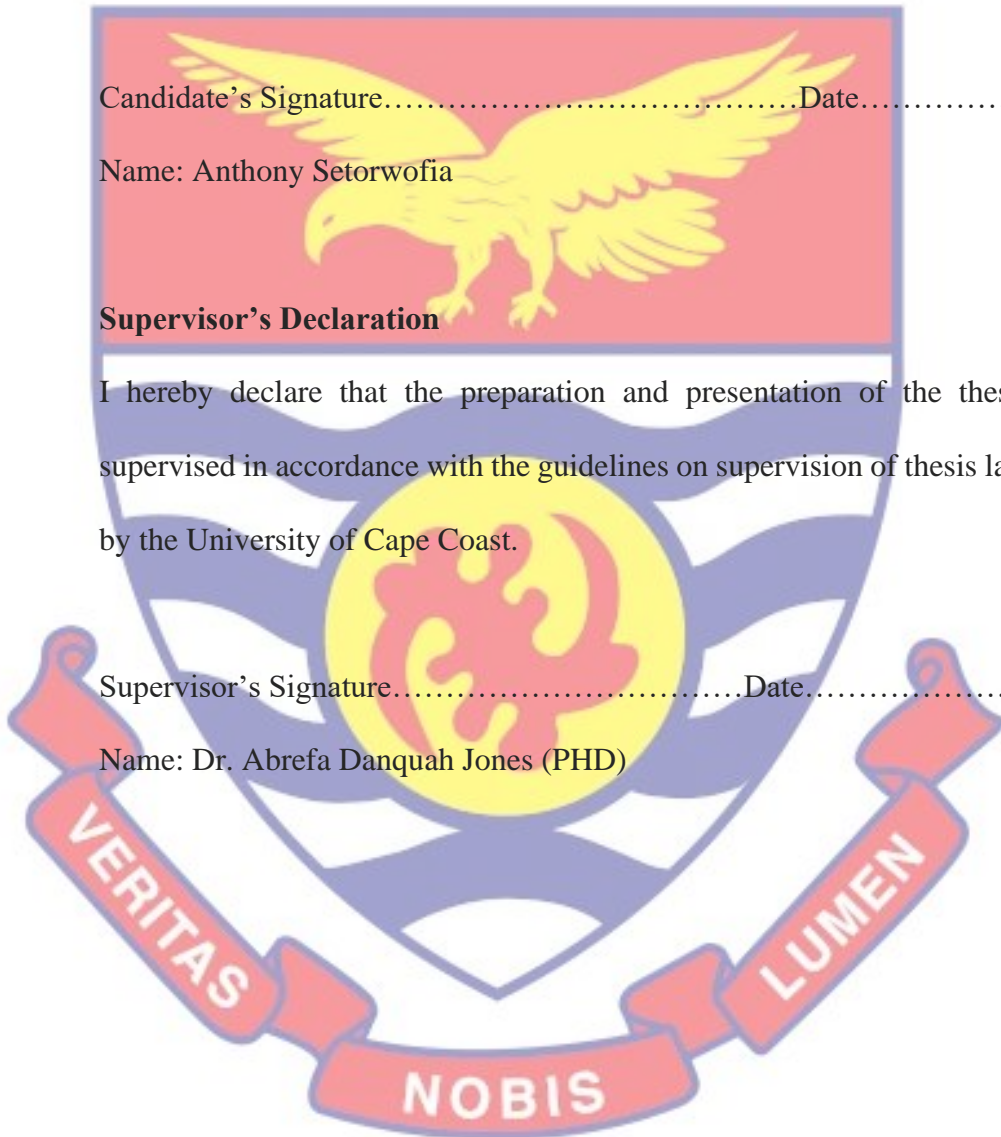 Candidate’s Signature…………………………………Date……………
Name: Anthony Setorwofia
Supervisor’s Declaration
I hereby declare that the preparation and presentation of the thes
supervised in accordance with the guidelines on supervision of thesis la
by the University of Cape Coast.
Supervisor’s Signature……………………………Date…………………
Name: Dr. Abrefa Danquah Jones (PHD)
VERITAS
NOBIS
LUMEN